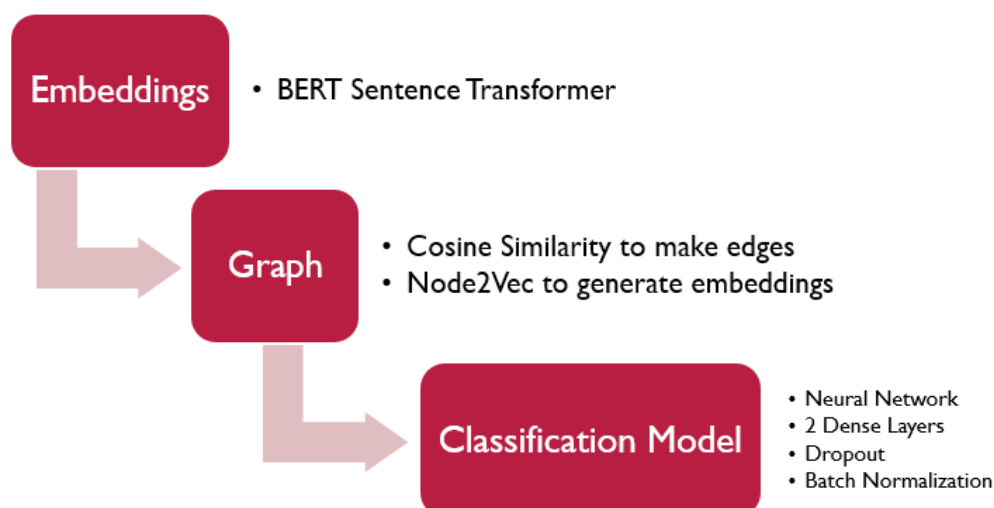 Embeddings
• BERT Sentence Transformer
Graph
• Cosine Similarity to make edges
• Node2Vec to generate embeddings
Classification Model
• Neural Network
• 2 Dense Layers
• Dropout
• Batch Normalization